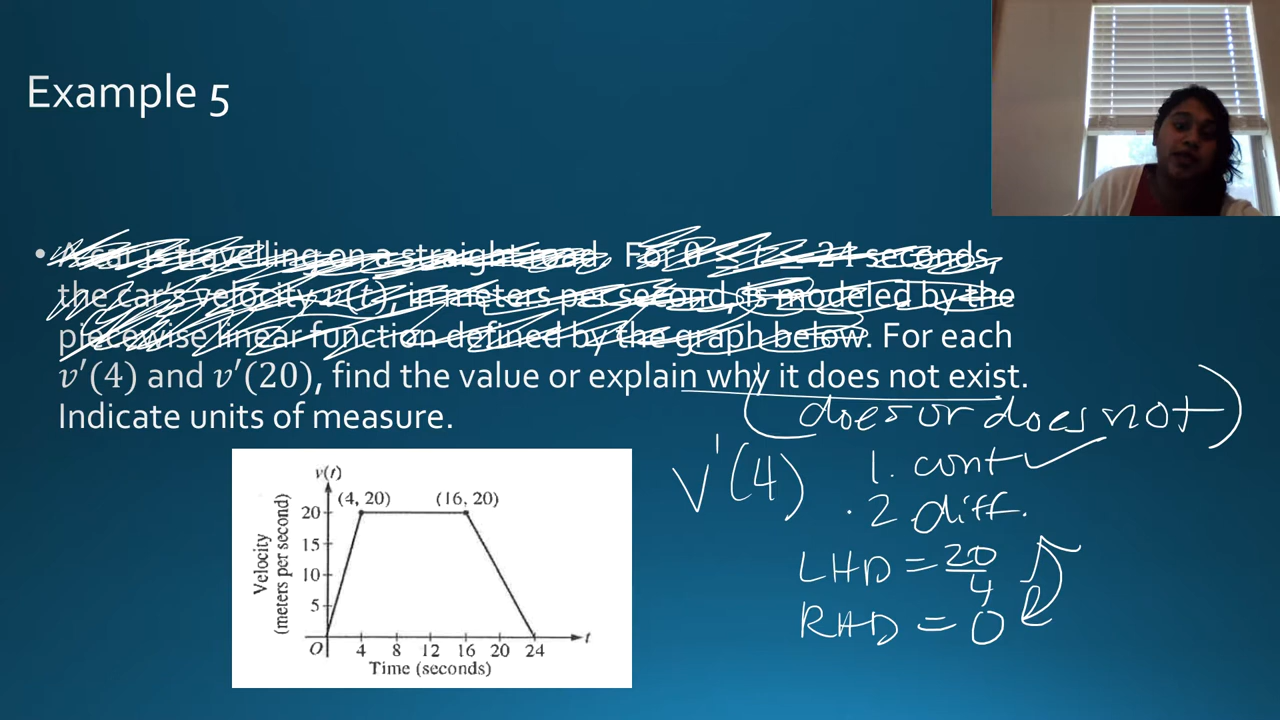 Example 5
• A car is travelling on a straight road. For 0 ≤ t ≤ 24 seconds,
the car's velocity v(t), in meters per second, is modeled by the
piecewise linear function defined by the graph below. For each
v′(4) and v′(20), find the value or explain why it does not exist.
(does or does not)
Indicate units of measure.
v'(4)
1. cont ✓
2 diff.
LHD = 20/4
RHD = 0
v(t)
(4, 20) (16, 20)
20
15
10
5
Velocity
(meters per second)
O 4 8 12 16 20 24 t
Time (seconds)